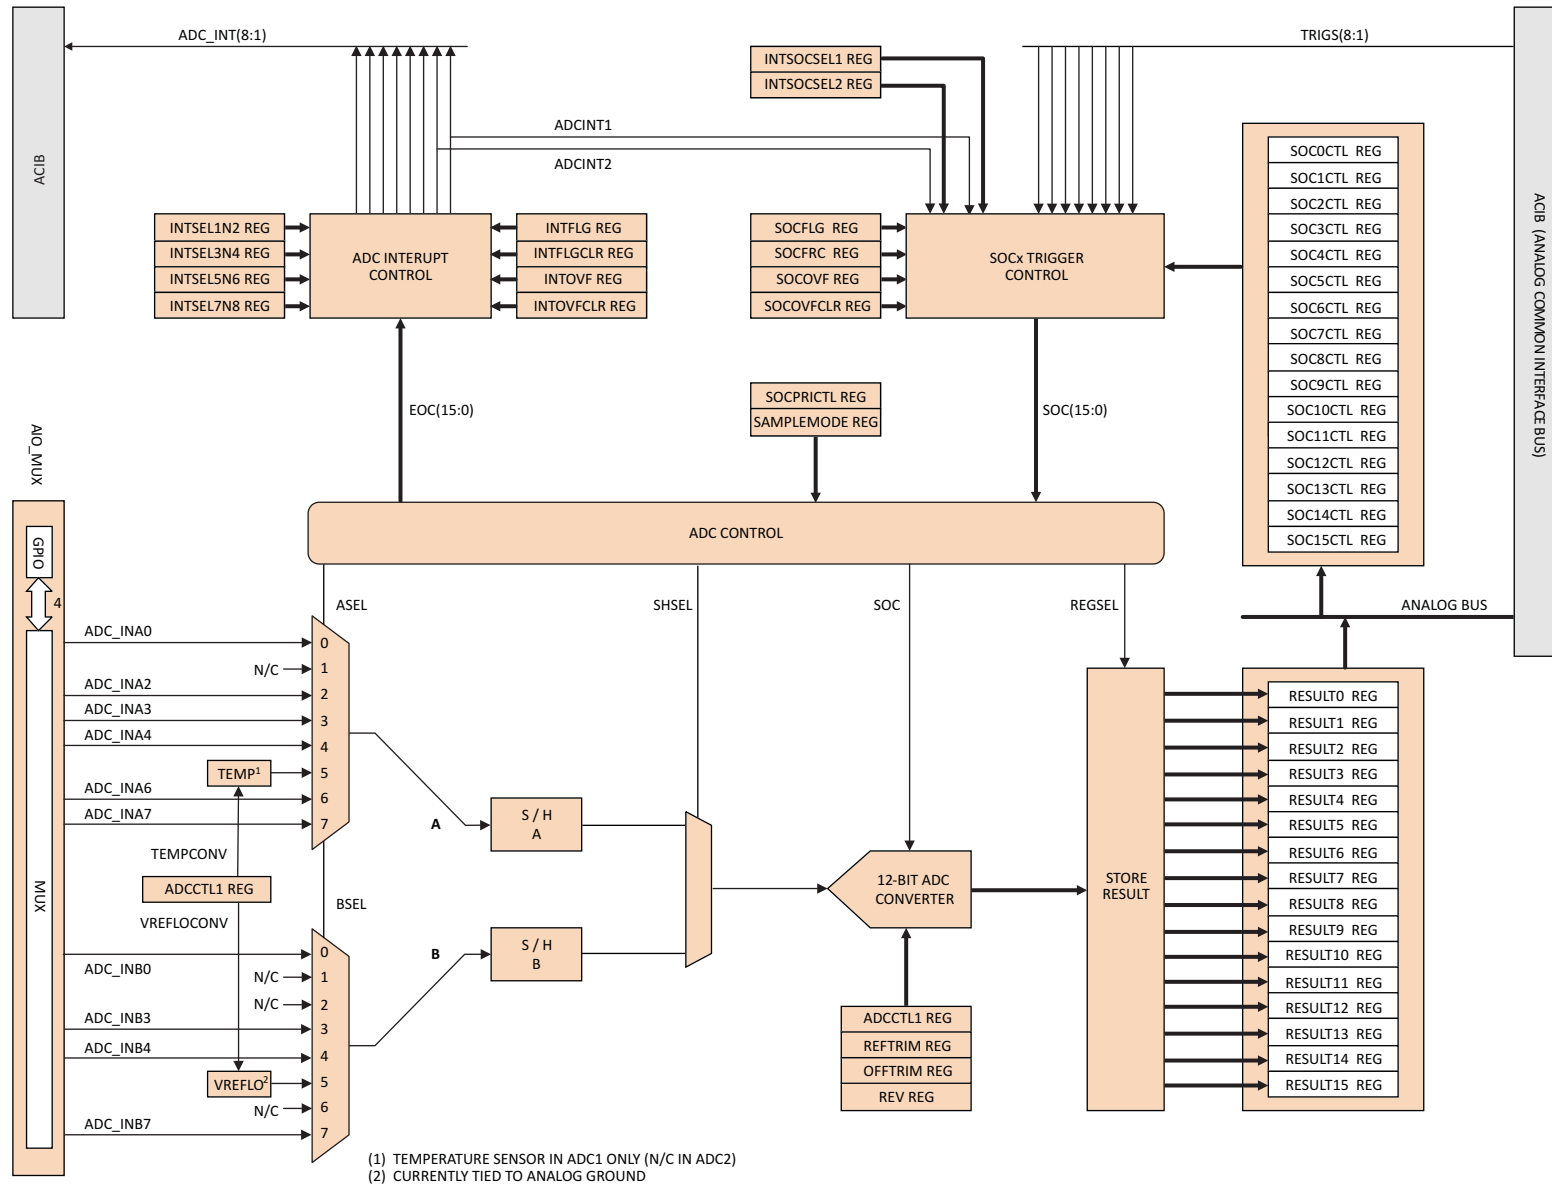 ADC_INT(8:1)
TRIGS(8:1)
INTSOCSEL1 REG
INTSOCSEL2 REG
ADCINT1
ADCINT2
ACIB
ACIB (ANALOG COMMON INTERFACE BUS)
INTSEL1N2 REG
INTSEL3N4 REG
INTSEL5N6 REG
INTSEL7N8 REG
ADC INTERUPT
CONTROL
INTFLG REG
INTFLGCLR REG
INTOVF REG
INTOVFCLR REG
SOCFLG REG
SOCFRC REG
SOCOVF REG
SOCOVFCLR REG
SOCx TRIGGER
CONTROL
SOC0CTL REG
SOC1CTL REG
SOC2CTL REG
SOC3CTL REG
SOC4CTL REG
SOC5CTL REG
SOC6CTL REG
SOC7CTL REG
SOC8CTL REG
SOC9CTL REG
SOC10CTL REG
SOC11CTL REG
SOC12CTL REG
SOC13CTL REG
SOC14CTL REG
SOC15CTL REG
EOC(15:0)
SOCPRICTL REG
SAMPLEMODE REG
SOC(15:0)
AIO_MUX
ADC CONTROL
GPIO
4
MUX
ASEL
SHSEL
SOC
REGSEL
ANALOG BUS
ADC_INA0
N/C
ADC_INA2
ADC_INA3
ADC_INA4
TEMP1
ADC_INA6
ADC_INA7
0
1
2
3
4
5
6
7
TEMPCONV
ADCCTL1 REG
VREFLOCONV
BSEL
A
S / H
A
B
S / H
B
12-BIT ADC
CONVERTER
STORE
RESULT
ADC_INB0
N/C
N/C
ADC_INB3
ADC_INB4
VREFLO2
N/C
ADC_INB7
0
1
2
3
4
5
6
7
ADCCTL1 REG
REFTRIM REG
OFFTRIM REG
REV REG
RESULT0 REG
RESULT1 REG
RESULT2 REG
RESULT3 REG
RESULT4 REG
RESULT5 REG
RESULT6 REG
RESULT7 REG
RESULT8 REG
RESULT9 REG
RESULT10 REG
RESULT11 REG
RESULT12 REG
RESULT13 REG
RESULT14 REG
RESULT15 REG
(1) TEMPERATURE SENSOR IN ADC1 ONLY (N/C IN ADC2)
(2) CURRENTLY TIED TO ANALOG GROUND